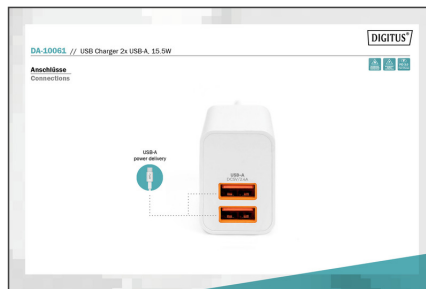 DIGITUS®
DA-10061 // USB Charger 2x USB-A, 15.5W
Anschlüsse
Connections
USB-A
power delivery
USB-A